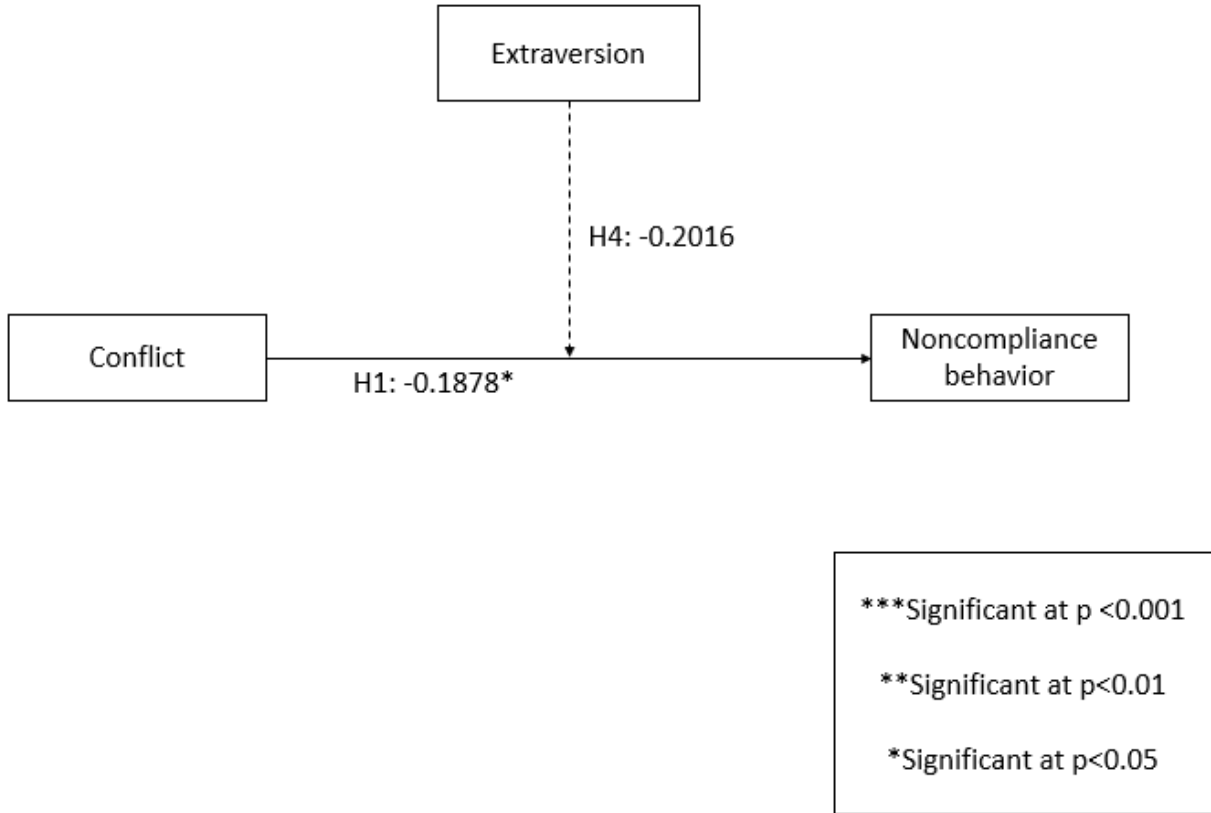 Extraversion
H4: -0.2016
Conflict
Noncompliance
behavior
H1: -0.1878*
***Significant at p <0.001
**Significant at p<0.01
*Significant at p<0.05